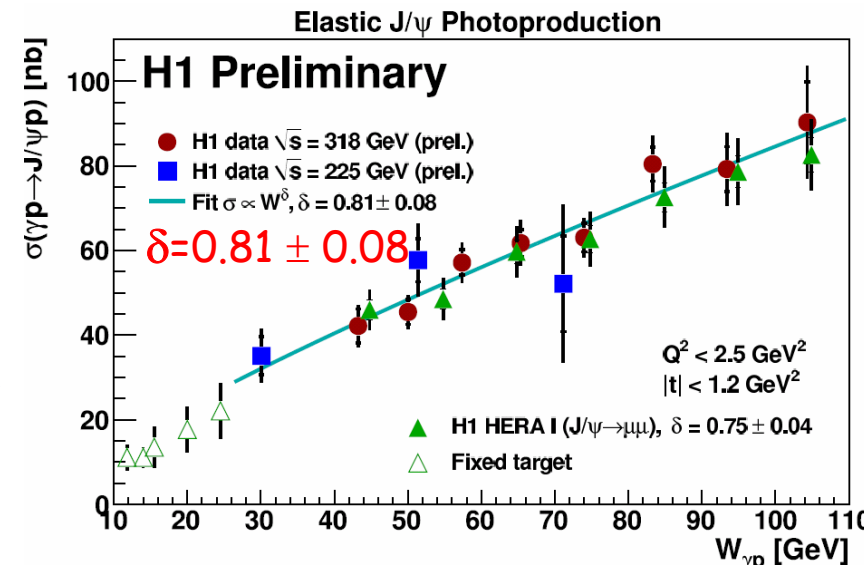 Elastic J/ψ Photoproduction
σ(γp→J/ψp) [nb]
H1 Preliminary
H1 data √s = 318 GeV (prel.)
H1 data √s = 225 GeV (prel.)
Fit σ ∝ W^δ, δ = 0.81 ± 0.08
δ=0.81 ± 0.08
Q² < 2.5 GeV²
|t| < 1.2 GeV²
H1 HERA I (J/ψ→μμ), δ = 0.75 ± 0.04
Fixed target
100
80
60
40
20
0
10 20 30 40 50 60 70 80 90 100 110
W_γp [GeV]